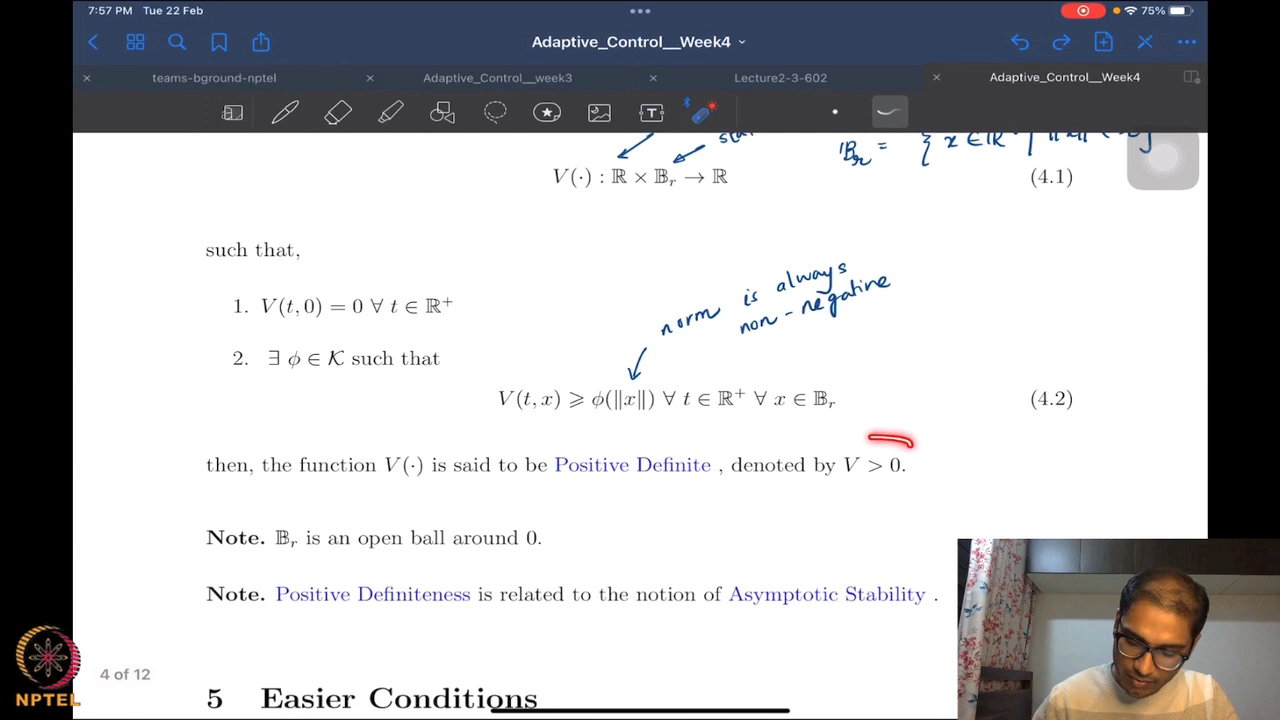 7:57 PM Tue 22 Feb
75%
Adaptive_Control__Week4
teams-bground-nptel
Adaptive_Control__week3
Lecture2-3-602
Adaptive_Control__Week4
𝔹r = { x ∈ ℝ
V(·) : ℝ × 𝔹r → ℝ (4.1)
such that,
1. V(t, 0) = 0 ∀ t ∈ ℝ⁺
norm is always
non-negative
2. ∃ ϕ ∈ 𝒦 such that
V(t, x) ⩾ ϕ(‖x‖) ∀ t ∈ ℝ⁺ ∀ x ∈ 𝔹r (4.2)
then, the function V(·) is said to be Positive Definite , denoted by V > 0.
Note. 𝔹r is an open ball around 0.
Note. Positive Definiteness is related to the notion of Asymptotic Stability .
4 of 12
5 Easier Conditions
NPTEL